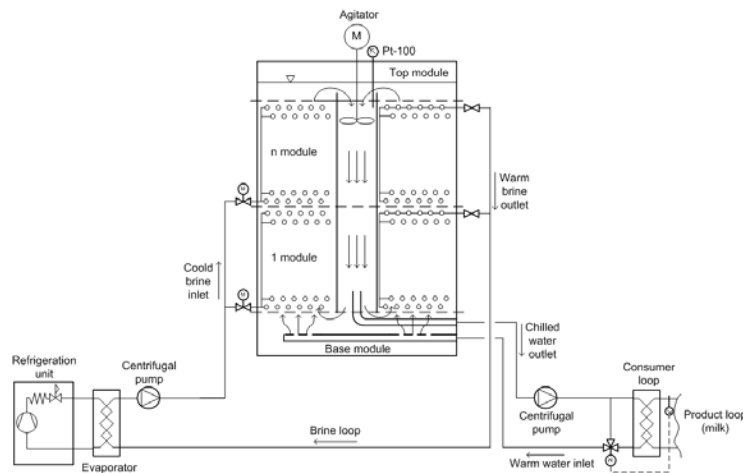 Agitator
M
Pt-100
Top module
n module
Warm
brine
outlet
M
1 module
Coold
brine
inlet
M
Chilled
water
outlet
Base module
Refrigeration
unit
Centrifugal
pump
Consumer
loop
Centrifugal
pump
Product loop
(milk)
Brine loop
Evaporator
Warm water inlet